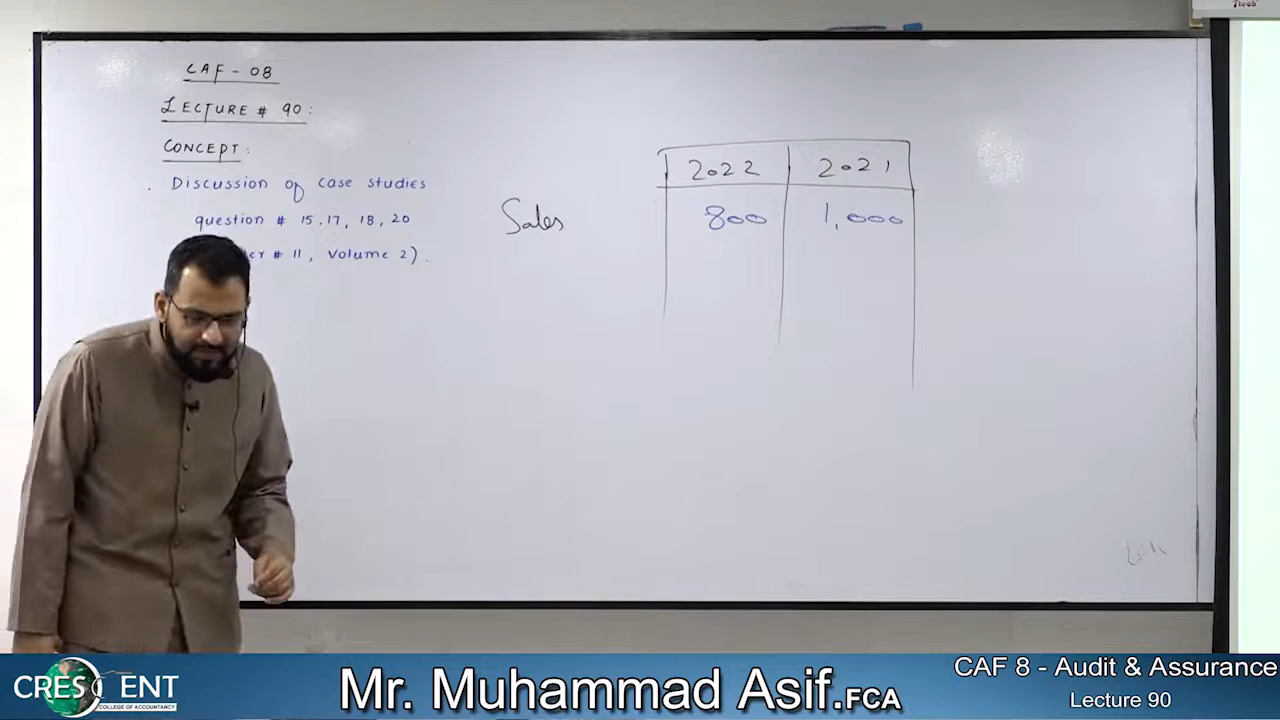 CAF - 08
LECTURE # 90:
CONCEPT:
Discussion of case studies
question # 15, 17, 18, 20
# 11, Volume 2).
2022 2021
Sales 800 1,000
CRESCENT
COLLEGE OF ACCOUNTANCY
Mr. Muhammad Asif.FCA
CAF 8 - Audit & Assurance
Lecture 90